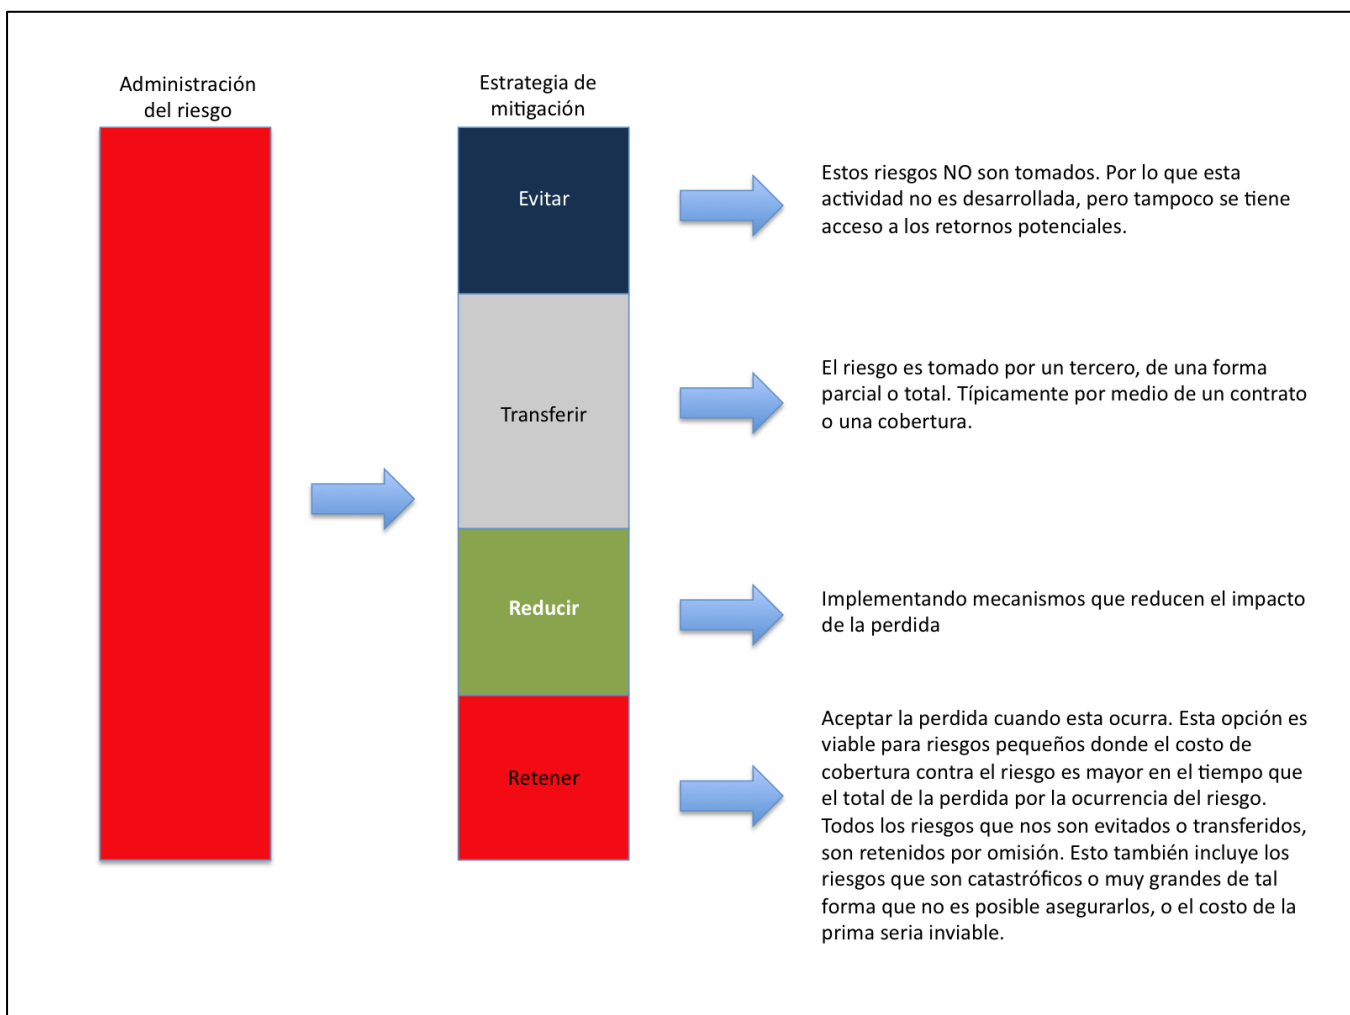 Administración
del riesgo
Estrategia de
mitigación
Evitar
Estos riesgos NO son tomados. Por lo que esta
actividad no es desarrollada, pero tampoco se tiene
acceso a los retornos potenciales.
Transferir
El riesgo es tomado por un tercero, de una forma
parcial o total. Típicamente por medio de un contrato
o una cobertura.
Reducir
Implementando mecanismos que reducen el impacto
de la perdida
Retener
Aceptar la perdida cuando esta ocurra. Esta opción es
viable para riesgos pequeños donde el costo de
cobertura contra el riesgo es mayor en el tiempo que
el total de la perdida por la ocurrencia del riesgo.
Todos los riesgos que nos son evitados o transferidos,
son retenidos por omisión. Esto también incluye los
riesgos que son catastróficos o muy grandes de tal
forma que no es posible asegurarlos, o el costo de la
prima seria inviable.